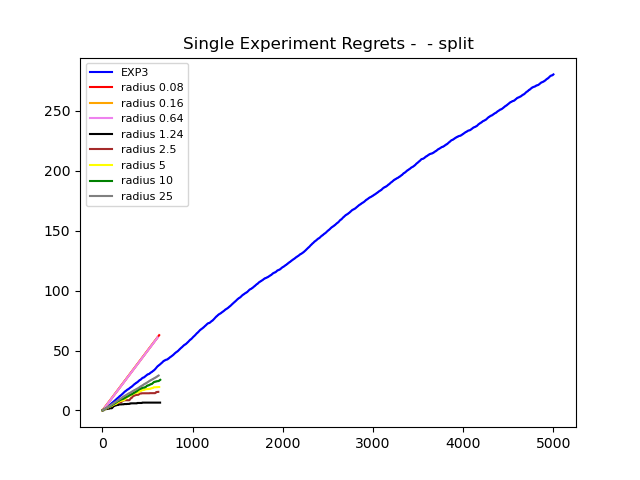 Single Experiment Regrets -  - split
EXP3
radius 0.08
radius 0.16
radius 0.64
radius 1.24
radius 2.5
radius 5
radius 10
radius 25
250
200
150
100
50
0
0 1000 2000 3000 4000 5000